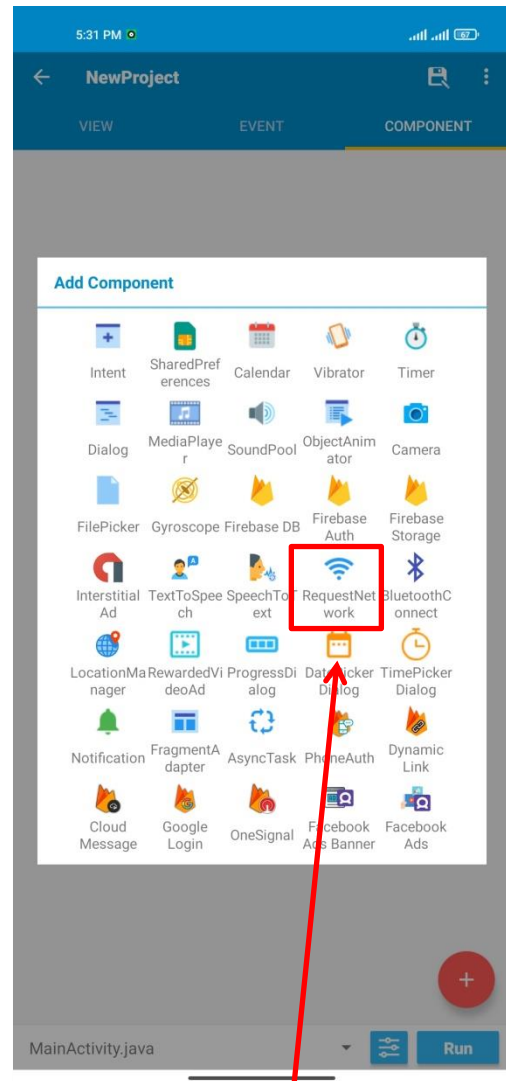 5:31 PM
67
NewProject
VIEW EVENT COMPONENT
Add Component
Intent SharedPref Calendar Vibrator Timer
erences
Dialog MediaPlaye SoundPool ObjectAnim Camera
r ator
FilePicker Gyroscope Firebase DB Firebase Firebase
Auth Storage
Interstitial TextToSpee SpeechToT RequestNet BluetoothC
Ad ch ext work onnect
LocationMa RewardedVi ProgressDi DatePicker TimePicker
nager deoAd alog Dialog Dialog
Notification FragmentA AsyncTask PhoneAuth Dynamic
dapter Link
Cloud Google OneSignal Facebook Facebook
Message Login Ads Banner Ads
MainActivity.java Run